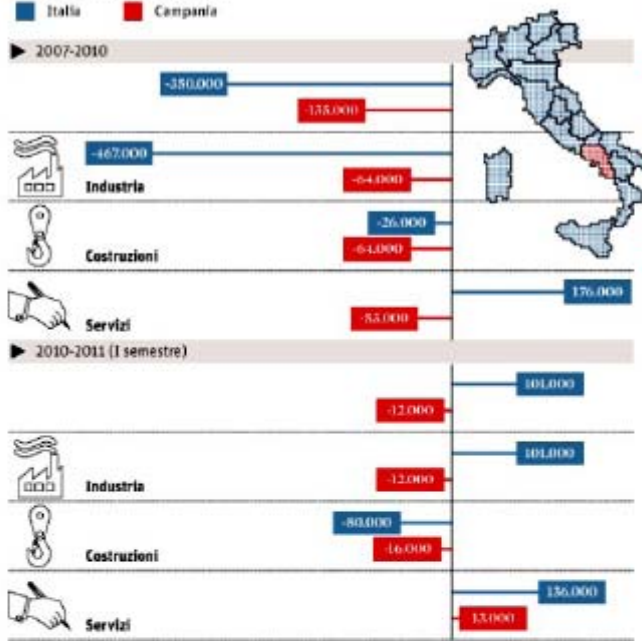 Italia Campania
▶ 2007-2010
-350.000
-135.000
-467.000
-64.000
Industria
-26.000
-64.000
Costruzioni
176.000
Servizi
▶ 2010-2011 (I semestre)
101.000
-12.000
101.000
-12.000
Industria
-80.000
-16.000
Costruzioni
136.000
13.000
Servizi